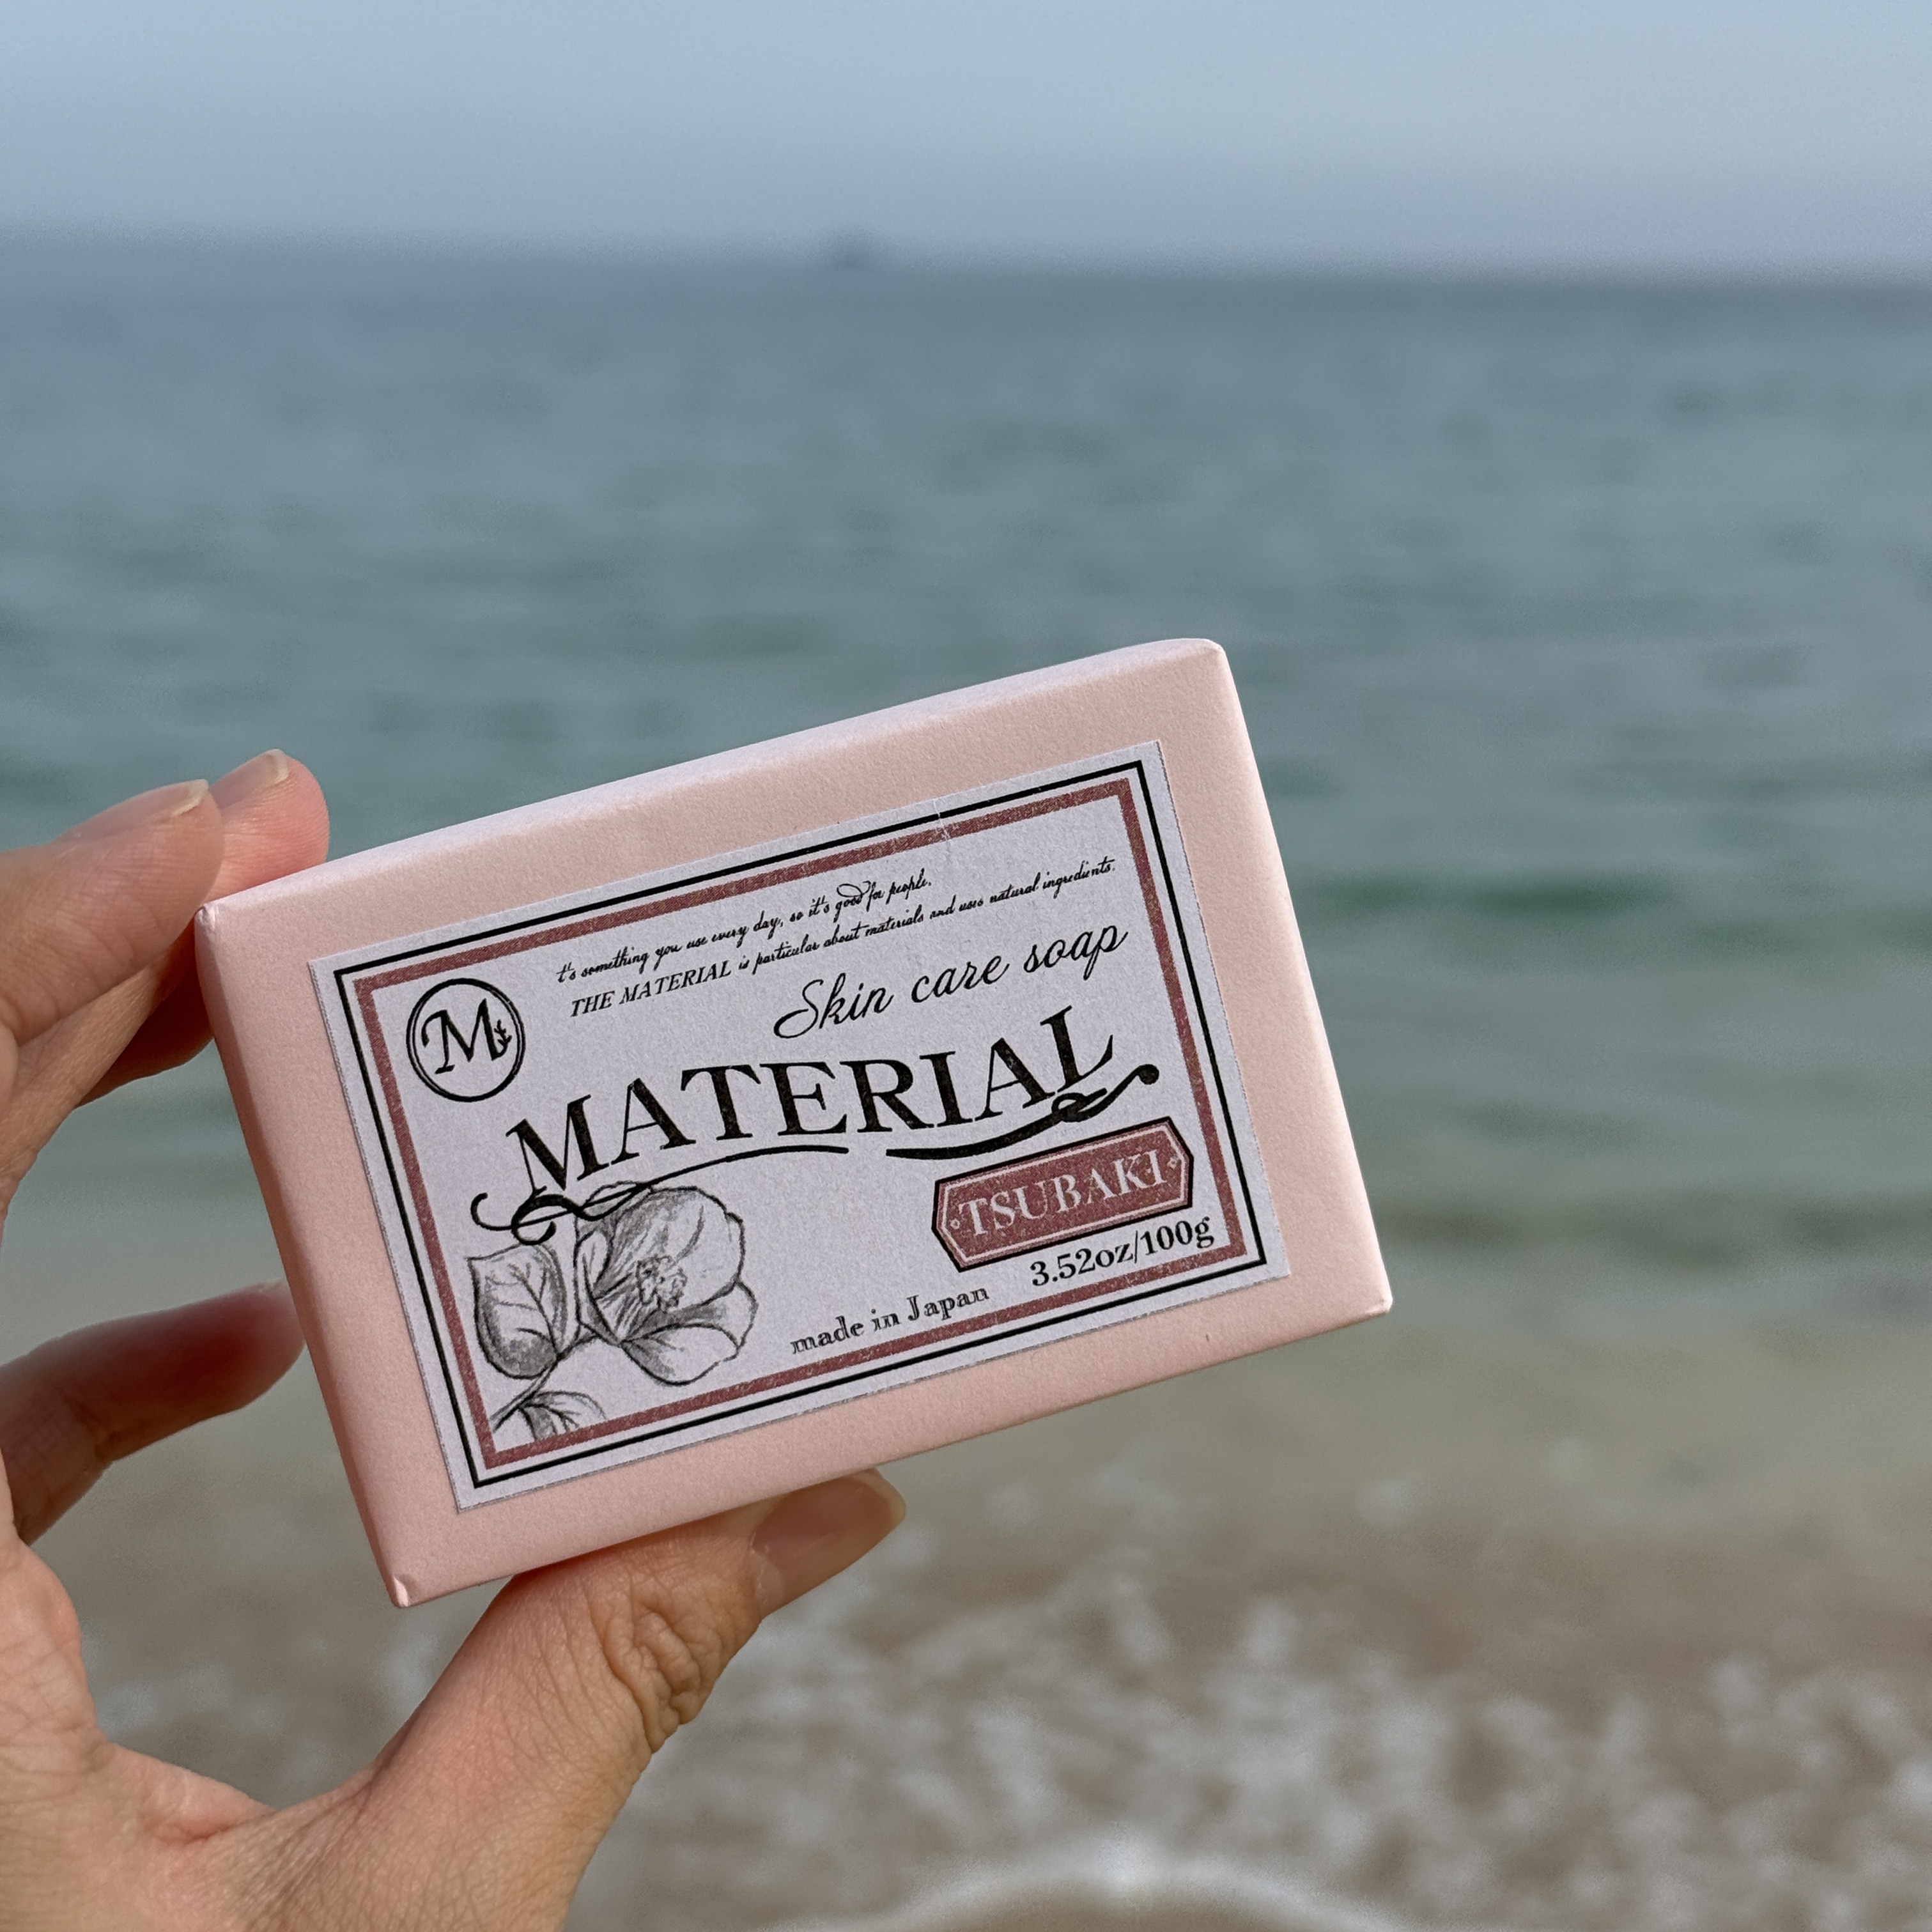 t's something you use every day, so it's good for people.
THE MATERIAL is particular about materials and uses natural ingredients.
M
Skin care soap
MATERIAL
TSUBAKI
3.52oz/100g
made in Japan